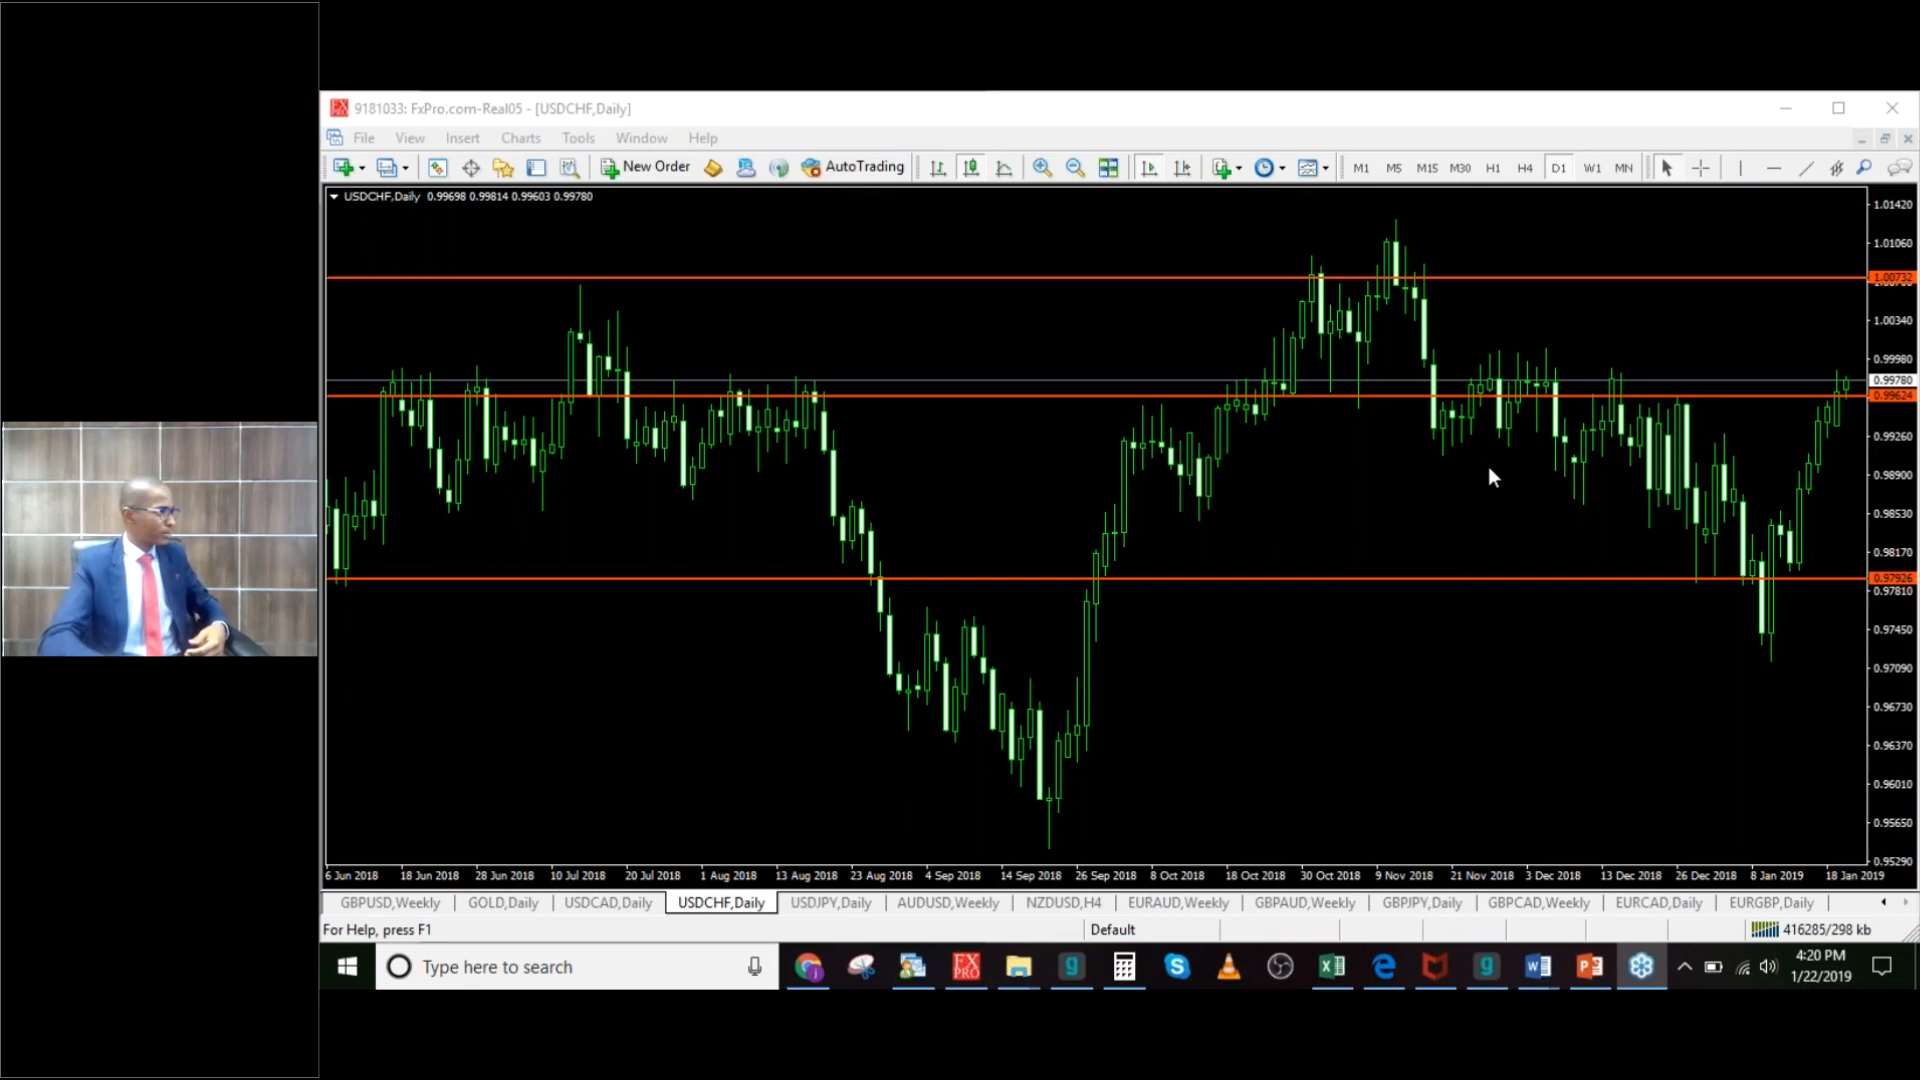 9181033: FxPro.com-Real05 - [USDCHF,Daily]
File View Insert Charts Tools Window Help
New Order AutoTrading M1 M5 M15 M30 H1 H4 D1 W1 MN
USDCHF,Daily 0.99698 0.99814 0.99603 0.99780
1.01420
1.01060
1.00732
1.00340
0.99980
0.99780
0.99624
0.99260
0.98900
0.98530
0.98170
0.97926
0.97810
0.97450
0.97090
0.96730
0.96370
0.96010
0.95650
0.95290
6 Jun 2018 18 Jun 2018 28 Jun 2018 10 Jul 2018 20 Jul 2018 1 Aug 2018 13 Aug 2018 23 Aug 2018 4 Sep 2018 14 Sep 2018 26 Sep 2018 8 Oct 2018 18 Oct 2018 30 Oct 2018 9 Nov 2018 21 Nov 2018 3 Dec 2018 13 Dec 2018 26 Dec 2018 8 Jan 2019 18 Jan 2019
GBPUSD,Weekly GOLD,Daily USDCAD,Daily USDCHF,Daily USDJPY,Daily AUDUSD,Weekly NZDUSD,H4 EURAUD,Weekly GBPAUD,Weekly GBPJPY,Daily GBPCAD,Weekly EURCAD,Daily EURGBP,Daily
For Help, press F1 Default 416285/298 kb
Type here to search FX PRO 4:20 PM
1/22/2019